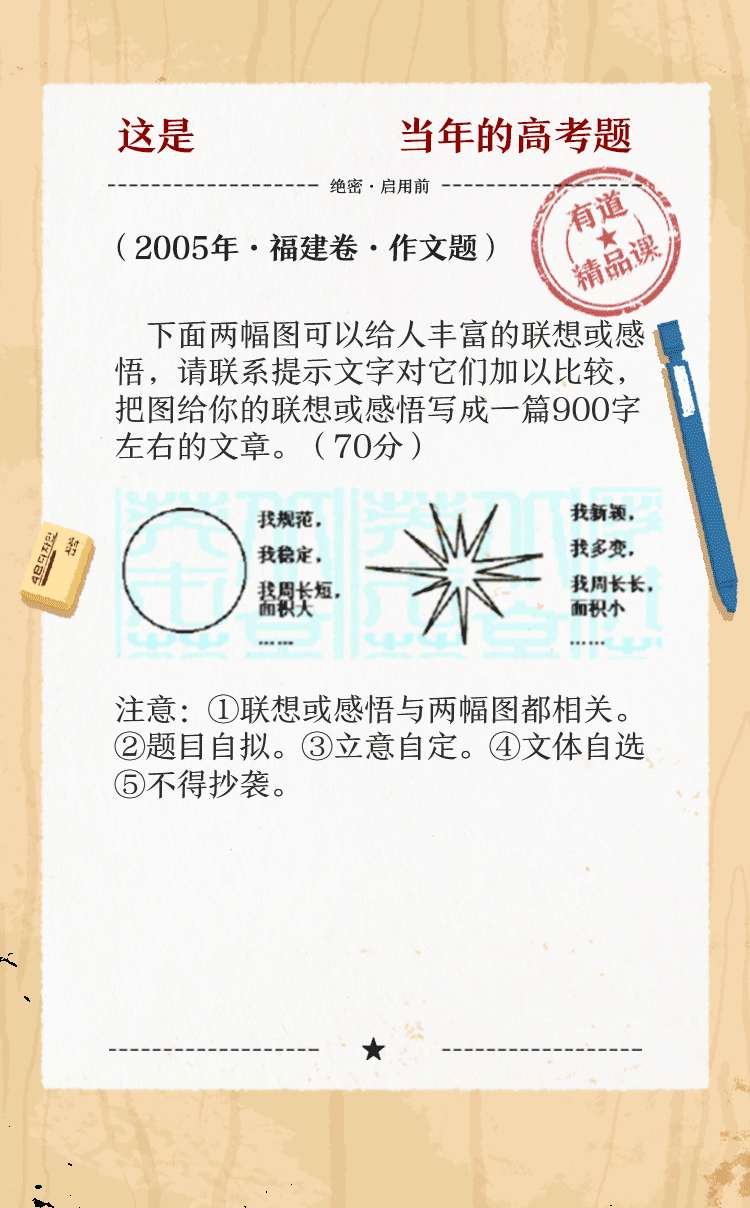 这是 当年的高考题
绝密·启用前
有道
精品课
(2005年·福建卷·作文题)
下面两幅图可以给人丰富的联想或感
悟，请联系提示文字对它们加以比较，
把图给你的联想或感悟写成一篇900字
左右的文章。(70分)
我规范，
我稳定，
我周长短，
面积大
……
我新颖，
我多变，
我周长长，
面积小
……
注意：①联想或感悟与两幅图都相关。
②题目自拟。③立意自定。④文体自选
⑤不得抄袭。